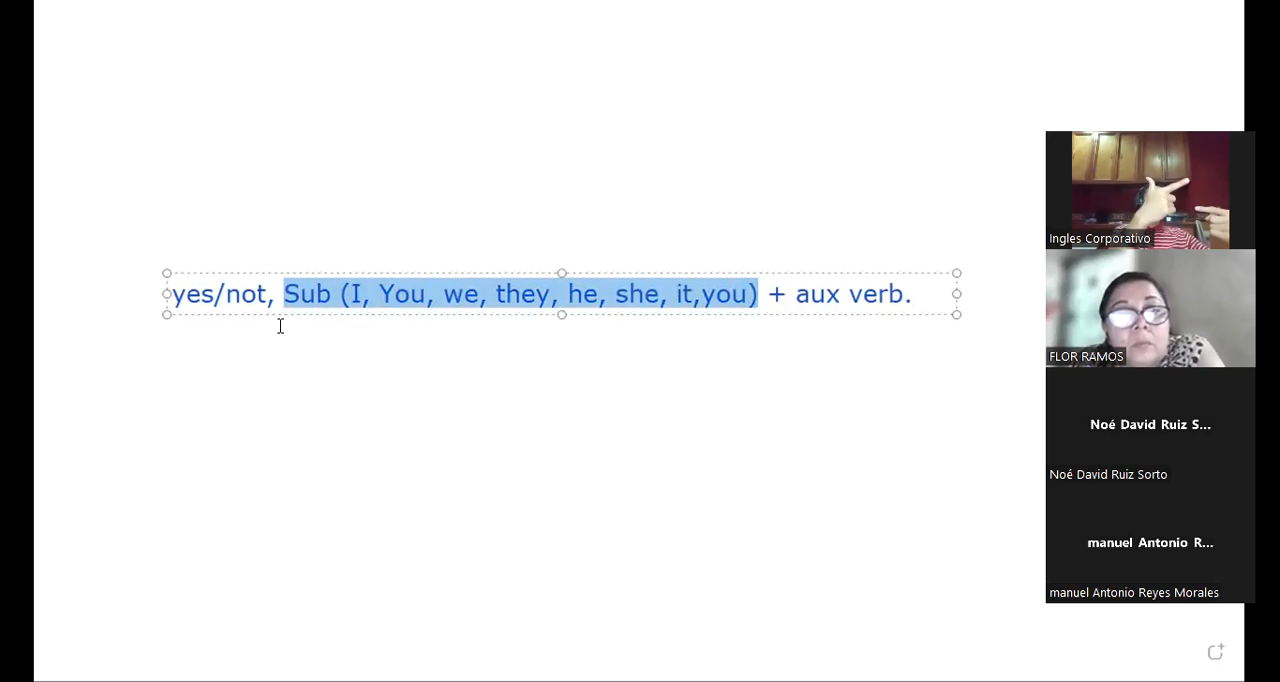 yes/not, Sub (I, You, we, they, he, she, it,you) + aux verb.
Ingles Corporativo
FLOR RAMOS
Noé David Ruiz S...
Noé David Ruiz Sorto
manuel Antonio R...
manuel Antonio Reyes Morales